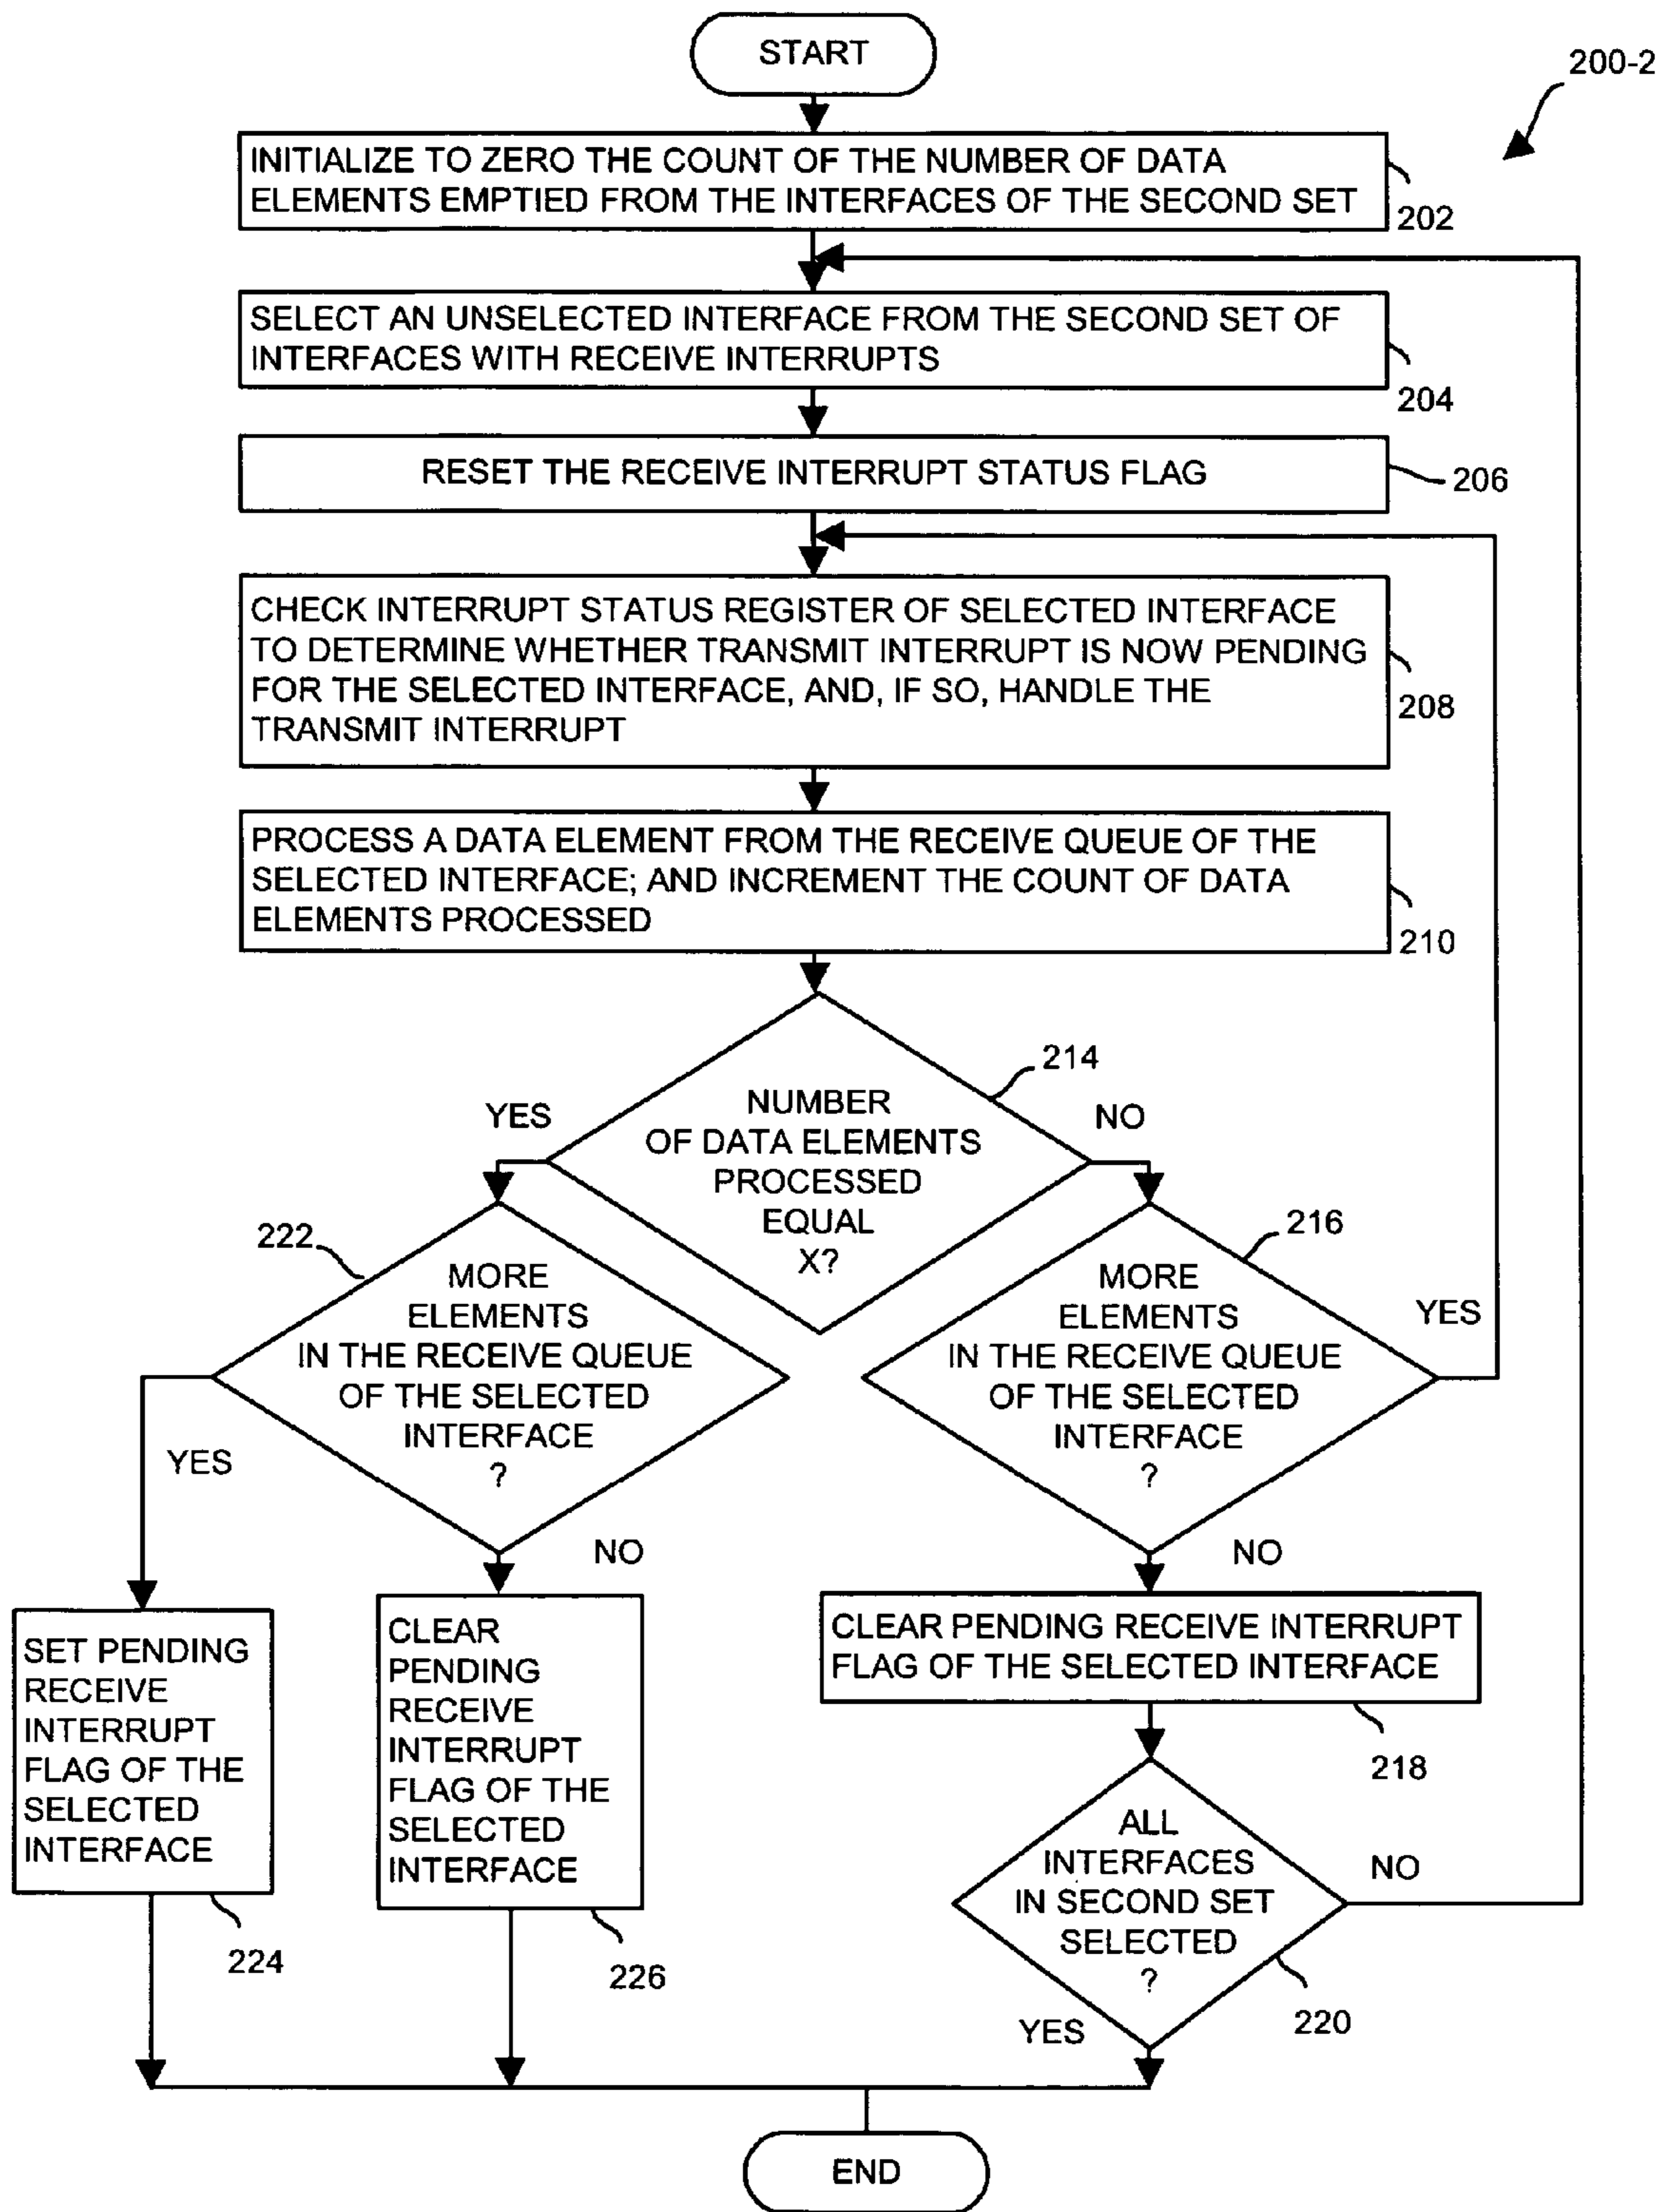 START
200-2
INITIALIZE TO ZERO THE COUNT OF THE NUMBER OF DATA
ELEMENTS EMPTIED FROM THE INTERFACES OF THE SECOND SET
202
SELECT AN UNSELECTED INTERFACE FROM THE SECOND SET OF
INTERFACES WITH RECEIVE INTERRUPTS
204
RESET THE RECEIVE INTERRUPT STATUS FLAG
206
CHECK INTERRUPT STATUS REGISTER OF SELECTED INTERFACE
TO DETERMINE WHETHER TRANSMIT INTERRUPT IS NOW PENDING
FOR THE SELECTED INTERFACE, AND, IF SO, HANDLE THE
TRANSMIT INTERRUPT
208
PROCESS A DATA ELEMENT FROM THE RECEIVE QUEUE OF THE
SELECTED INTERFACE; AND INCREMENT THE COUNT OF DATA
ELEMENTS PROCESSED
210
214
YES
NO
NUMBER
OF DATA ELEMENTS
PROCESSED
EQUAL
X?
222
MORE
ELEMENTS
IN THE RECEIVE QUEUE
OF THE SELECTED
INTERFACE
?
YES
NO
216
MORE
ELEMENTS
IN THE RECEIVE QUEUE
OF THE SELECTED
INTERFACE
?
YES
NO
SET PENDING
RECEIVE
INTERRUPT
FLAG OF THE
SELECTED
INTERFACE
224
CLEAR
PENDING
RECEIVE
INTERRUPT
FLAG OF THE
SELECTED
INTERFACE
226
CLEAR PENDING RECEIVE INTERRUPT
FLAG OF THE SELECTED INTERFACE
218
ALL
INTERFACES
IN SECOND SET
SELECTED
?
NO
YES
220
END